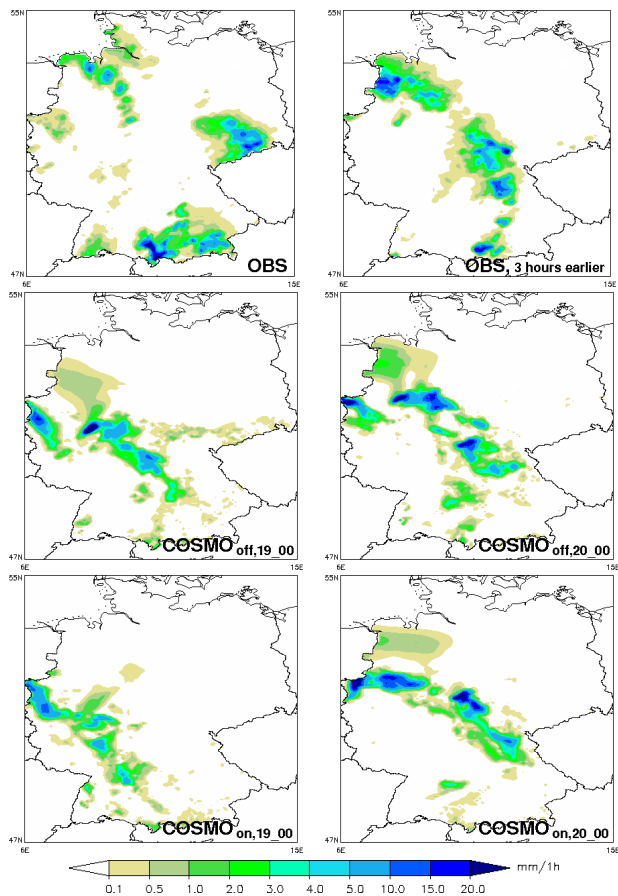 55N
OBS
47N
6E
15E
55N
OBS, 3 hours earlier
47N
6E
15E
55N
COSMO off,19_00
47N
6E
15E
55N
COSMO off,20_00
47N
6E
15E
55N
COSMO on,19_00
47N
6E
15E
55N
COSMO on,20_00
47N
6E
15E
mm/1h
0.1 0.5 1.0 2.0 3.0 4.0 5.0 10.0 15.0 20.0